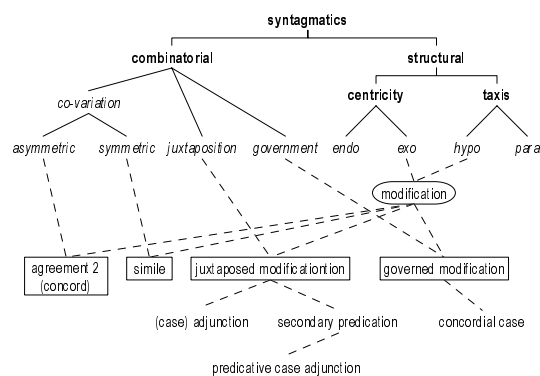 syntagmatics
combinatorial structural
co-variation centricity taxis
asymmetric symmetric juxtaposition government endo exo hypo para
modification
agreement 2
(concord)
simile juxtaposed modificationtion governed modification
(case) adjunction secondary predication concordial case
predicative case adjunction